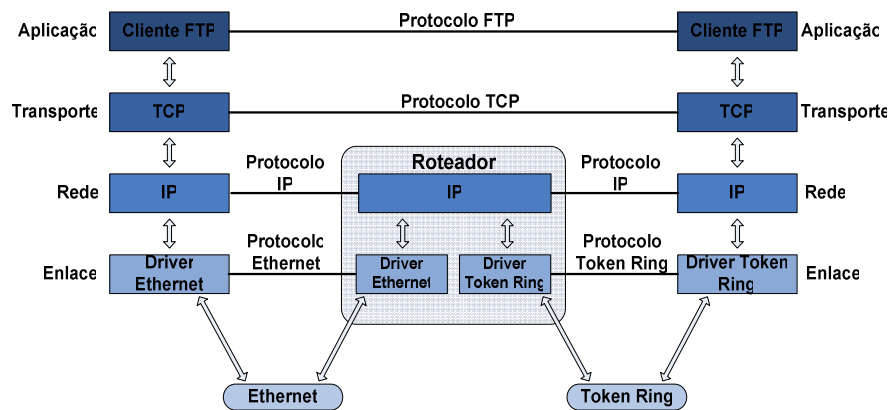 Aplicação
Cliente FTP
Protocolo FTP
Cliente FTP
Aplicação
Transporte
TCP
Protocolo TCP
TCP
Transporte
Roteador
Rede
IP
Protocolo
IP
IP
Protocolo
IP
IP
Rede
Enlace
Driver
Ethernet
Protocolo
Ethernet
Driver
Ethernet
Driver
Token Ring
Protocolo
Token Ring
Driver Token
Ring
Enlace
Ethernet
Token Ring